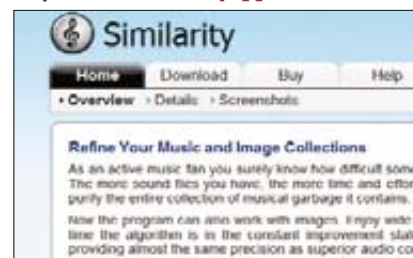 Similarity
Home Download Buy Help
• Overview › Details › Screenshots
Refine Your Music and Image Collections
As an active music fan you surely know how difficult some
The more sound files you have, the more time and effor
purify the entire collection of musical garbage it contains.
Now the program can also work with images. Enjoy wide
time the algorithm is in the constant improvement stat
providing almost the same precision as superior audio co